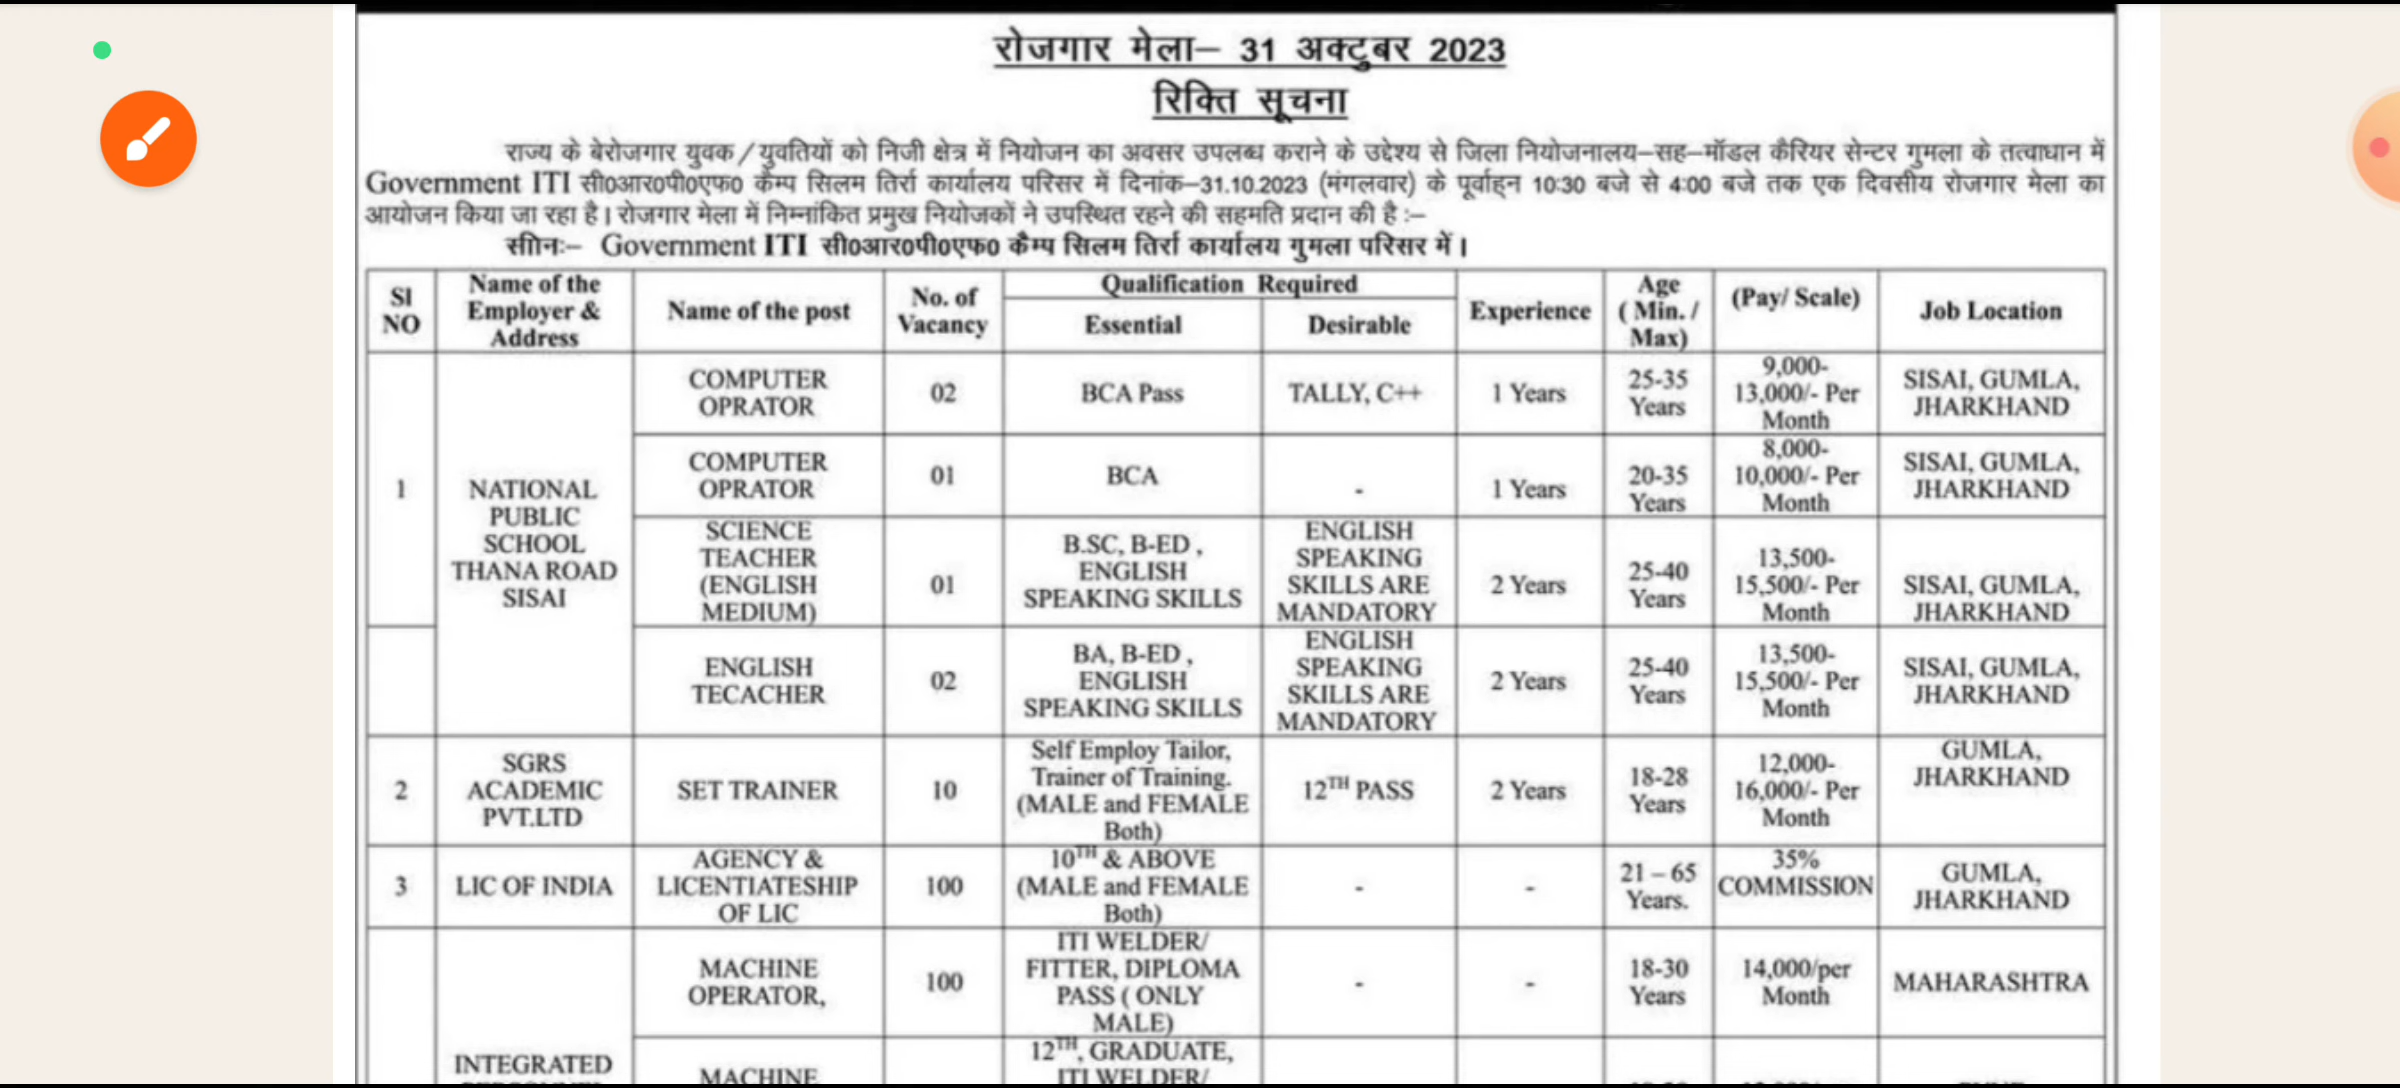 रोजगार मेला– 31 अक्टुबर 2023
रिक्ति सूचना
राज्य के बेरोजगार युवक/युवतियों को निजी क्षेत्र में नियोजन का अवसर उपलब्ध कराने के उद्देश्य से जिला नियोजनालय–सह–मॉडल कैरियर सेन्टर गुमला के तत्वाधान में
Government ITI सी0आर0पी0एफ0 कैम्प सिलम तिर्रा कार्यालय परिसर में दिनांक–31.10.2023 (मंगलवार) के पूर्वाहन 10:30 बजे से 4:00 बजे तक एक दिवसीय रोजगार मेला का
आयोजन किया जा रहा है। रोजगार मेला में निम्नांकित प्रमुख नियोजकों ने उपस्थित रहने की सहमति प्रदान की है :–
Government ITI सी0आर0पी0एफ0 कैम्प सिलम तिर्रा कार्यालय गुमला परिसर में।
Sl NO
Name of the Employer & Address
Name of the post
No. of Vacancy
Qualification Required
Essential
Desirable
Experience
Age ( Min. / Max)
(Pay/ Scale)
Job Location
1
NATIONAL PUBLIC SCHOOL THANA ROAD SISAI
COMPUTER OPRATOR
02
BCA Pass
TALLY, C++
1 Years
25-35 Years
9,000-13,000/- Per Month
SISAI, GUMLA, JHARKHAND
COMPUTER OPRATOR
01
BCA
-
1 Years
20-35 Years
8,000-10,000/- Per Month
SISAI, GUMLA, JHARKHAND
SCIENCE TEACHER (ENGLISH MEDIUM)
01
B.SC, B-ED , ENGLISH SPEAKING SKILLS
ENGLISH SPEAKING SKILLS ARE MANDATORY
2 Years
25-40 Years
13,500-15,500/- Per Month
SISAI, GUMLA, JHARKHAND
ENGLISH TECACHER
02
BA, B-ED , ENGLISH SPEAKING SKILLS
ENGLISH SPEAKING SKILLS ARE MANDATORY
2 Years
25-40 Years
13,500-15,500/- Per Month
SISAI, GUMLA, JHARKHAND
2
SGRS ACADEMIC PVT.LTD
SET TRAINER
10
Self Employ Tailor, Trainer of Training. (MALE and FEMALE Both)
12TH PASS
2 Years
18-28 Years
12,000-16,000/- Per Month
GUMLA, JHARKHAND
3
LIC OF INDIA
AGENCY & LICENTIATESHIP OF LIC
100
10TH & ABOVE (MALE and FEMALE Both)
-
-
21 – 65 Years.
35% COMMISSION
GUMLA, JHARKHAND
INTEGRATED
MACHINE OPERATOR,
100
ITI WELDER/ FITTER, DIPLOMA PASS ( ONLY MALE)
-
-
18-30 Years
14,000/per Month
MAHARASHTRA
MACHINE
12TH, GRADUATE, ITI WELDER/